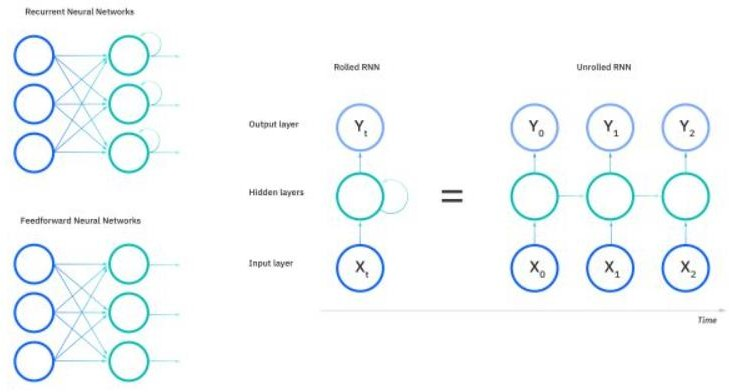 Recurrent Neural Networks
Feedforward Neural Networks
Rolled RNN
Unrolled RNN
Output layer
Yt
Y0
Y1
Y2
Hidden layers
=
Input layer
Xt
X0
X1
X2
Time